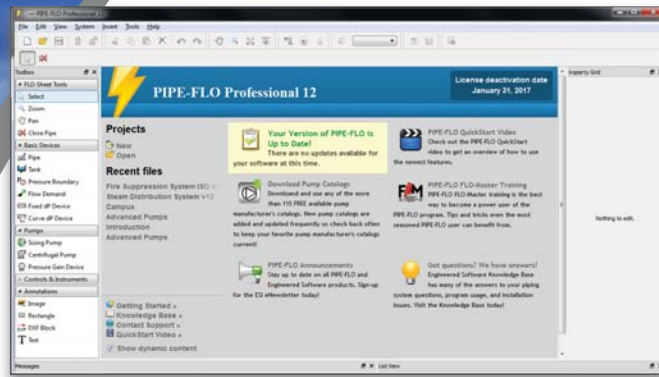 — PIPE-FLO Professional 12
File Edit View System Insert Tools Help
Toolbox
FLO-Sheet Tools
Select
Zoom
Pan
Close Pipe
Basic Devices
Pipe
Tank
Pressure Boundary
Flow Demand
Fixed dP Device
Curve dP Device
Pumps
Sizing Pump
Centrifugal Pump
Pressure Gain Device
Controls & Instruments
Annotations
Image
Rectangle
DXF Block
Text
Messages
PIPE-FLO Professional 12
License deactivation date
January 31, 2017
Projects
New
Open
Recent files
Fire Suppression System ISO
Steam Distribution System v12
Campus
Advanced Pumps
Introduction
Advanced Pumps
Getting Started »
Knowledge Base »
Contact Support »
QuickStart Video »
Show dynamic content
Your Version of PIPE-FLO is
Up to Date!
There are no updates available for
your software at this time.
Download Pump Catalogs
Download and use any of the more
than 115 FREE available pump
manufacturer's catalogs. New pump catalogs are
added and updated frequently so check back often
to keep your favorite pump manufacturer's catalogs
current!
PIPE-FLO Announcements
Stay up to date on all PIPE-FLO and
Engineered Software products. Sign-up
for the ESI eNewsletter today!
PIPE-FLO QuickStart Video
Check out the PIPE-FLO QuickStart
video to get an overview of how to use
the newest features.
FLM
PIPE-FLO FLO-Master Training
PIPE-FLO FLO-Master training is the best
way to become a power user of the
PIPE-FLO program. Tips and tricks even the most
seasoned PIPE-FLO user can benefit from.
Got questions? We have answers!
Engineered Software Knowledge Base
has many of the answers to your piping
system questions, program usage, and installation
issues. Visit the Knowledge Base today!
Property Grid
Nothing to edit.
List View